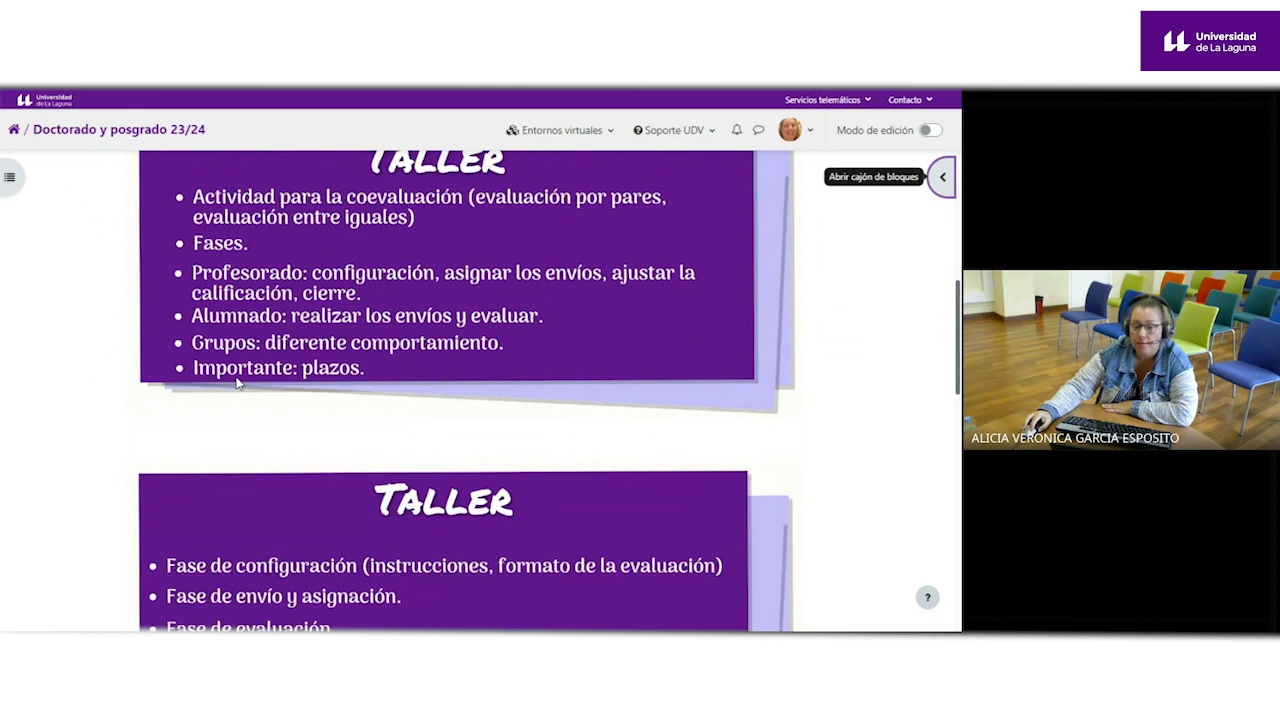 Universidad
de La Laguna
Universidad
de La Laguna
Servicios telemáticos
Contacto
/ Doctorado y posgrado 23/24
Entornos virtuales
Soporte UDV
Modo de edición
Abrir cajón de bloques
TALLER
• Actividad para la coevaluación (evaluación por pares,
evaluación entre iguales)
• Fases.
• Profesorado: configuración, asignar los envíos, ajustar la
calificación, cierre.
• Alumnado: realizar los envíos y evaluar.
• Grupos: diferente comportamiento.
• Importante: plazos.
ALICIA VERONICA GARCIA ESPOSITO
TALLER
• Fase de configuración (instrucciones, formato de la evaluación)
• Fase de envío y asignación.
• Fase de evaluación
?